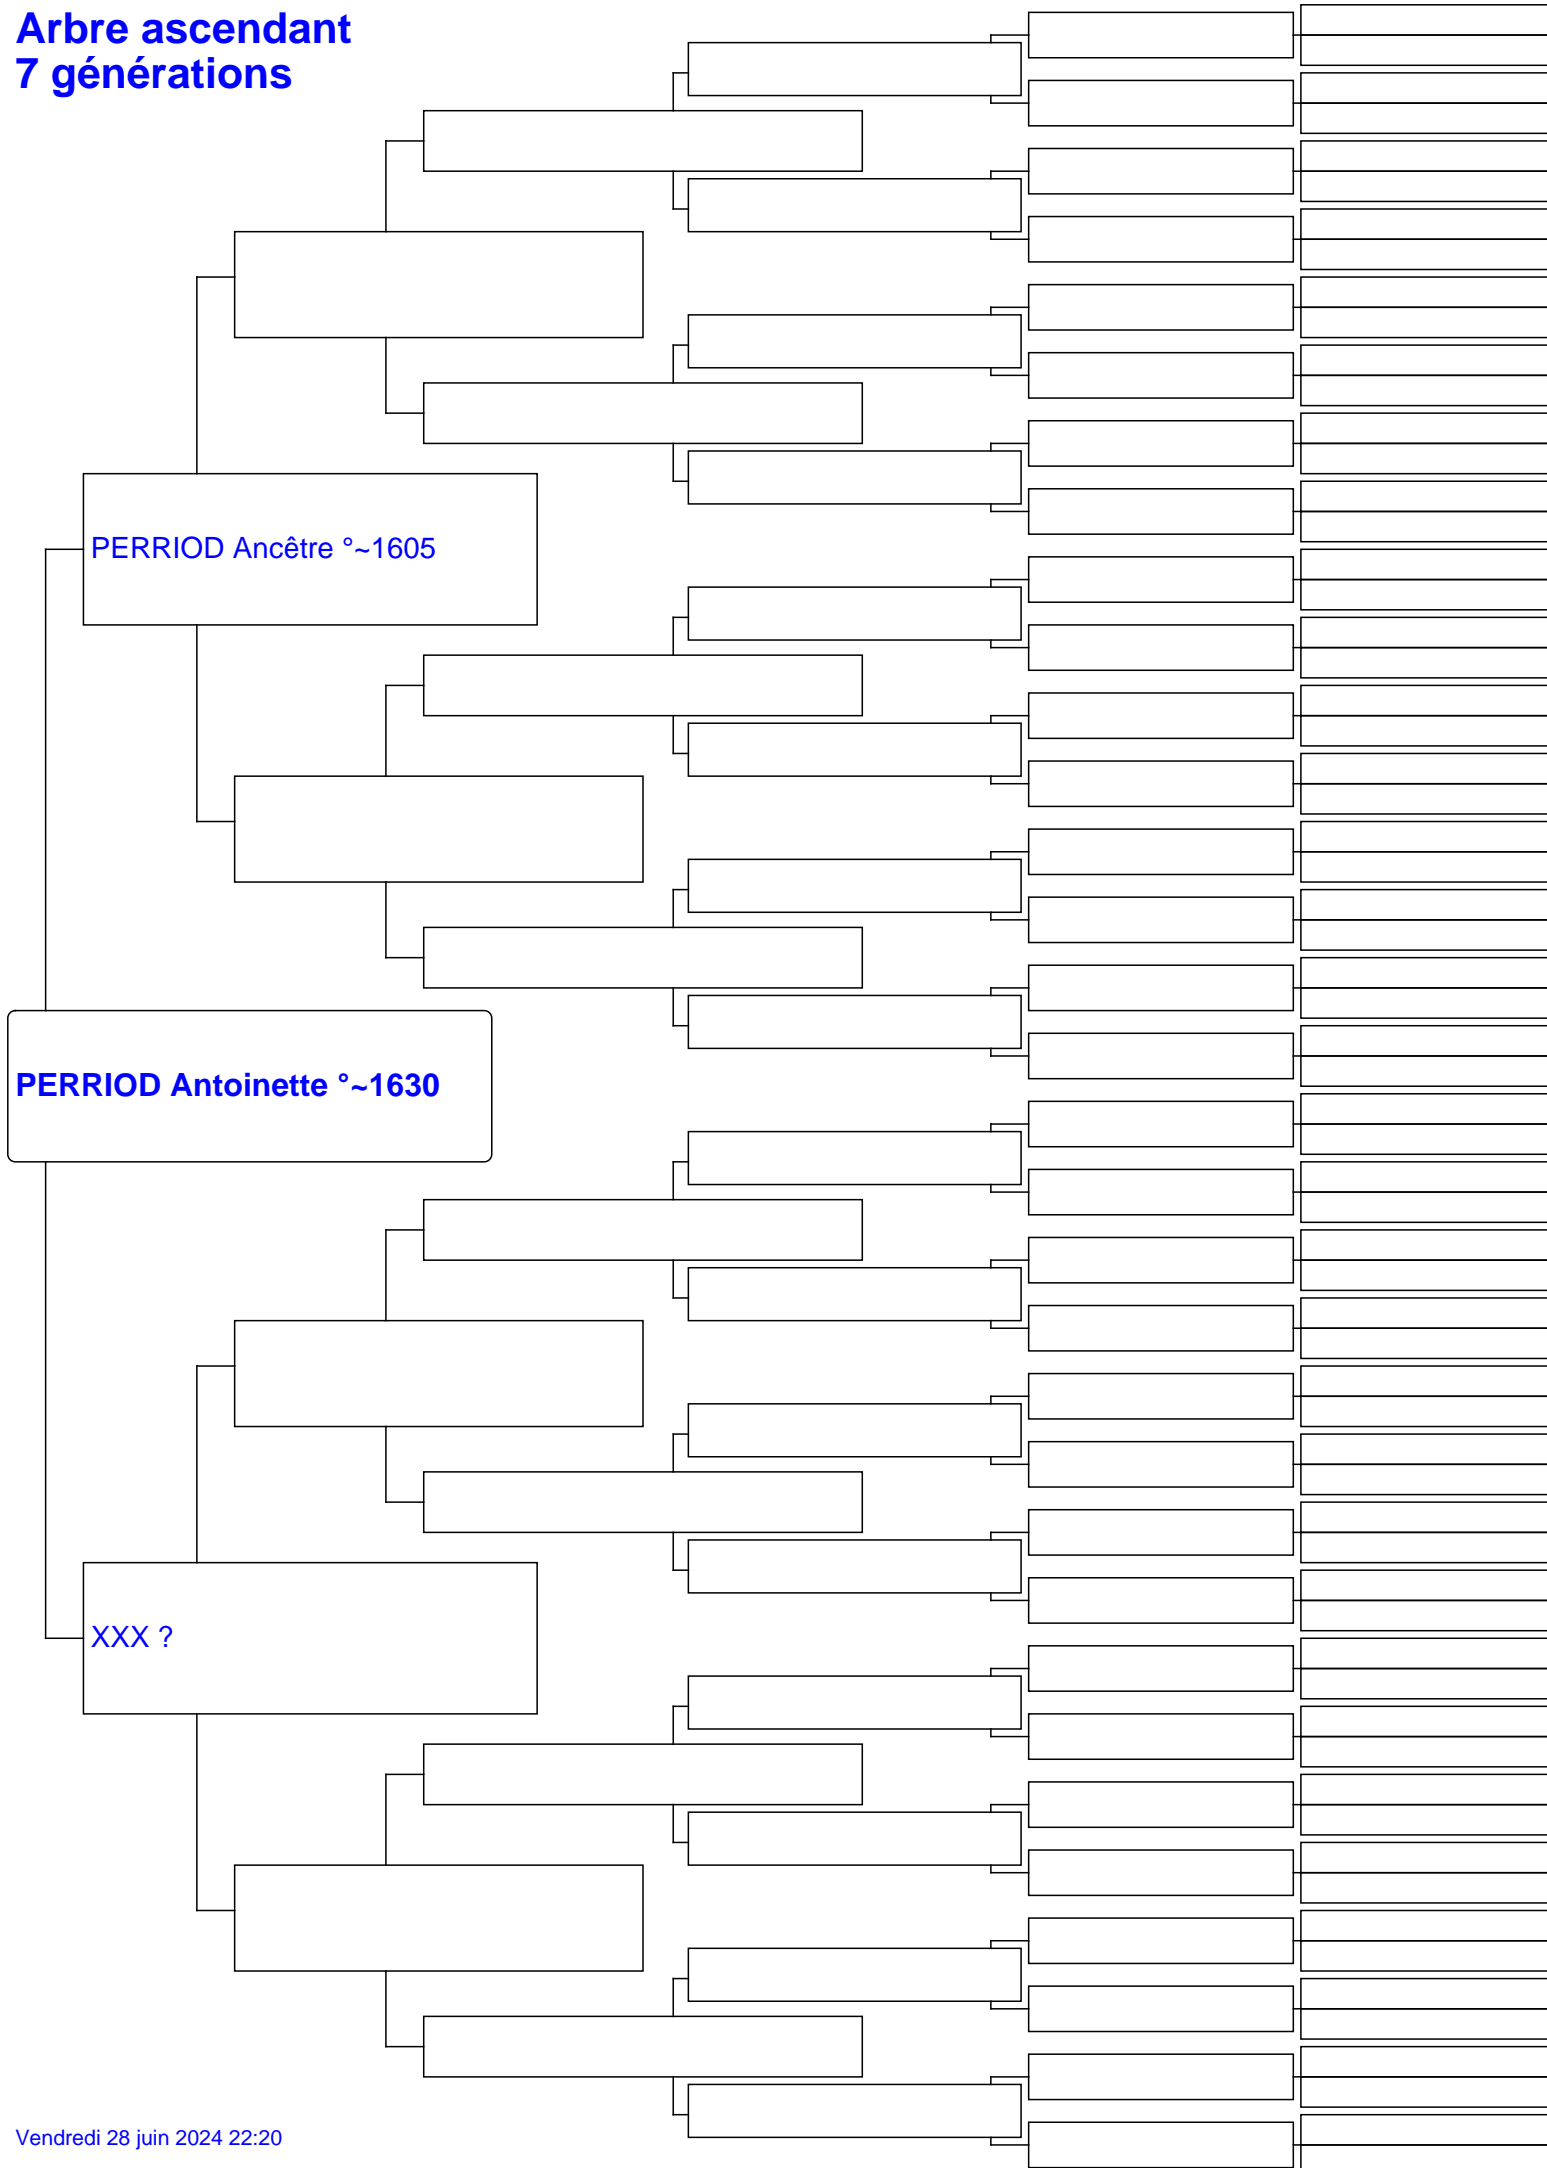 Arbre ascendant
7 générations
PERRIOD Ancêtre °~1605
PERRIOD Antoinette °~1630
XXX ?
Vendredi 28 juin 2024 22:20